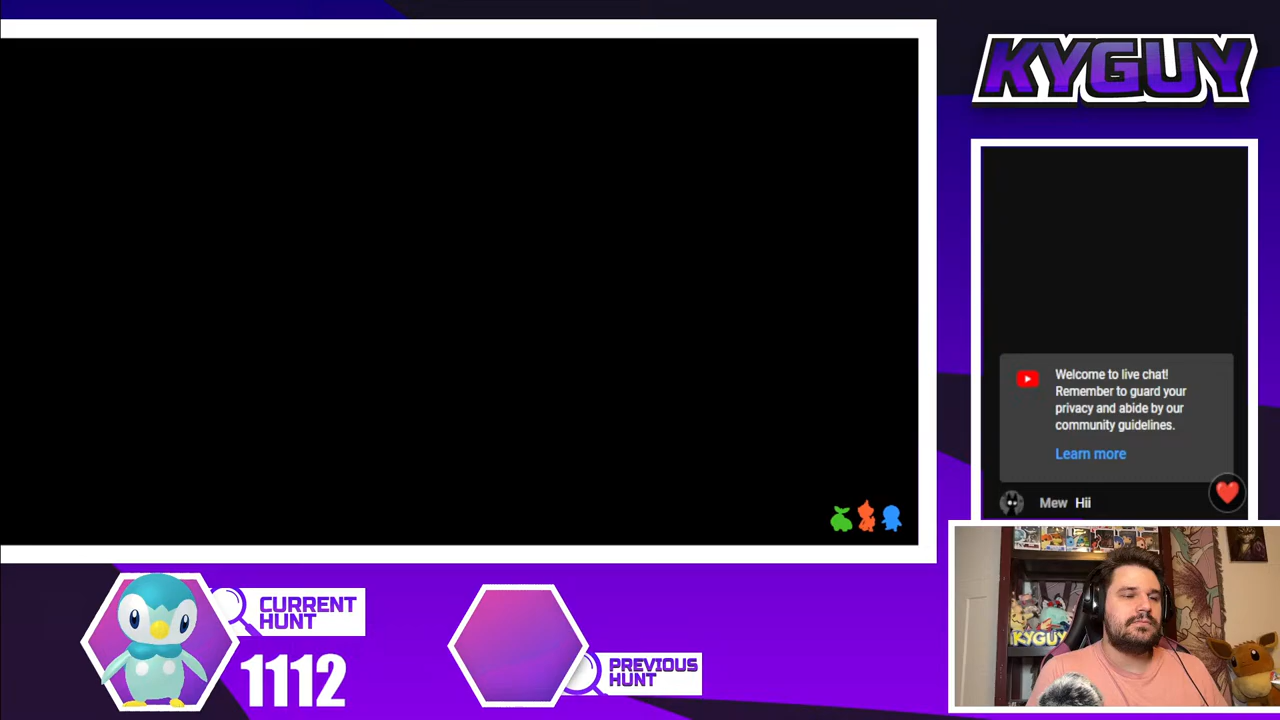 KYGUY
Welcome to live chat!
Remember to guard your
privacy and abide by our
community guidelines.
Learn more
Mew Hii
KYGUY
CURRENT
HUNT
1112
PREVIOUS
HUNT